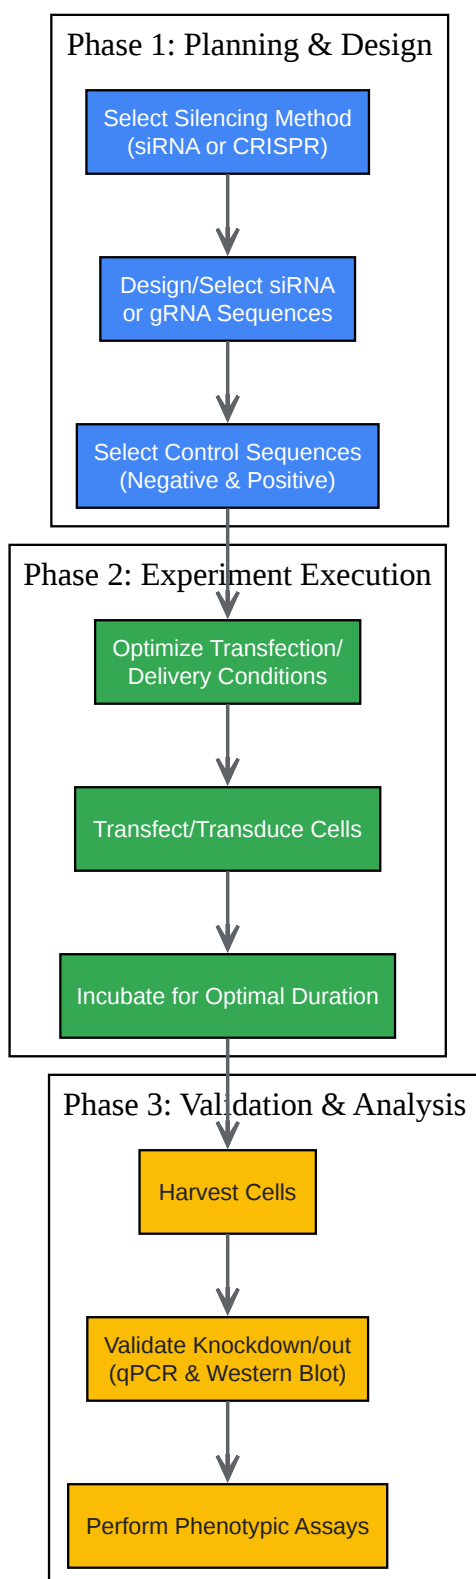 Phase 1: Planning & Design
Select Silencing Method
(siRNA or CRISPR)
Design/Select siRNA
or gRNA Sequences
Select Control Sequences
(Negative & Positive)
Phase 2: Experiment Execution
Optimize Transfection/
Delivery Conditions
Transfect/Transduce Cells
Incubate for Optimal Duration
Phase 3: Validation & Analysis
Harvest Cells
Validate Knockdown/out
(qPCR & Western Blot)
Perform Phenotypic Assays